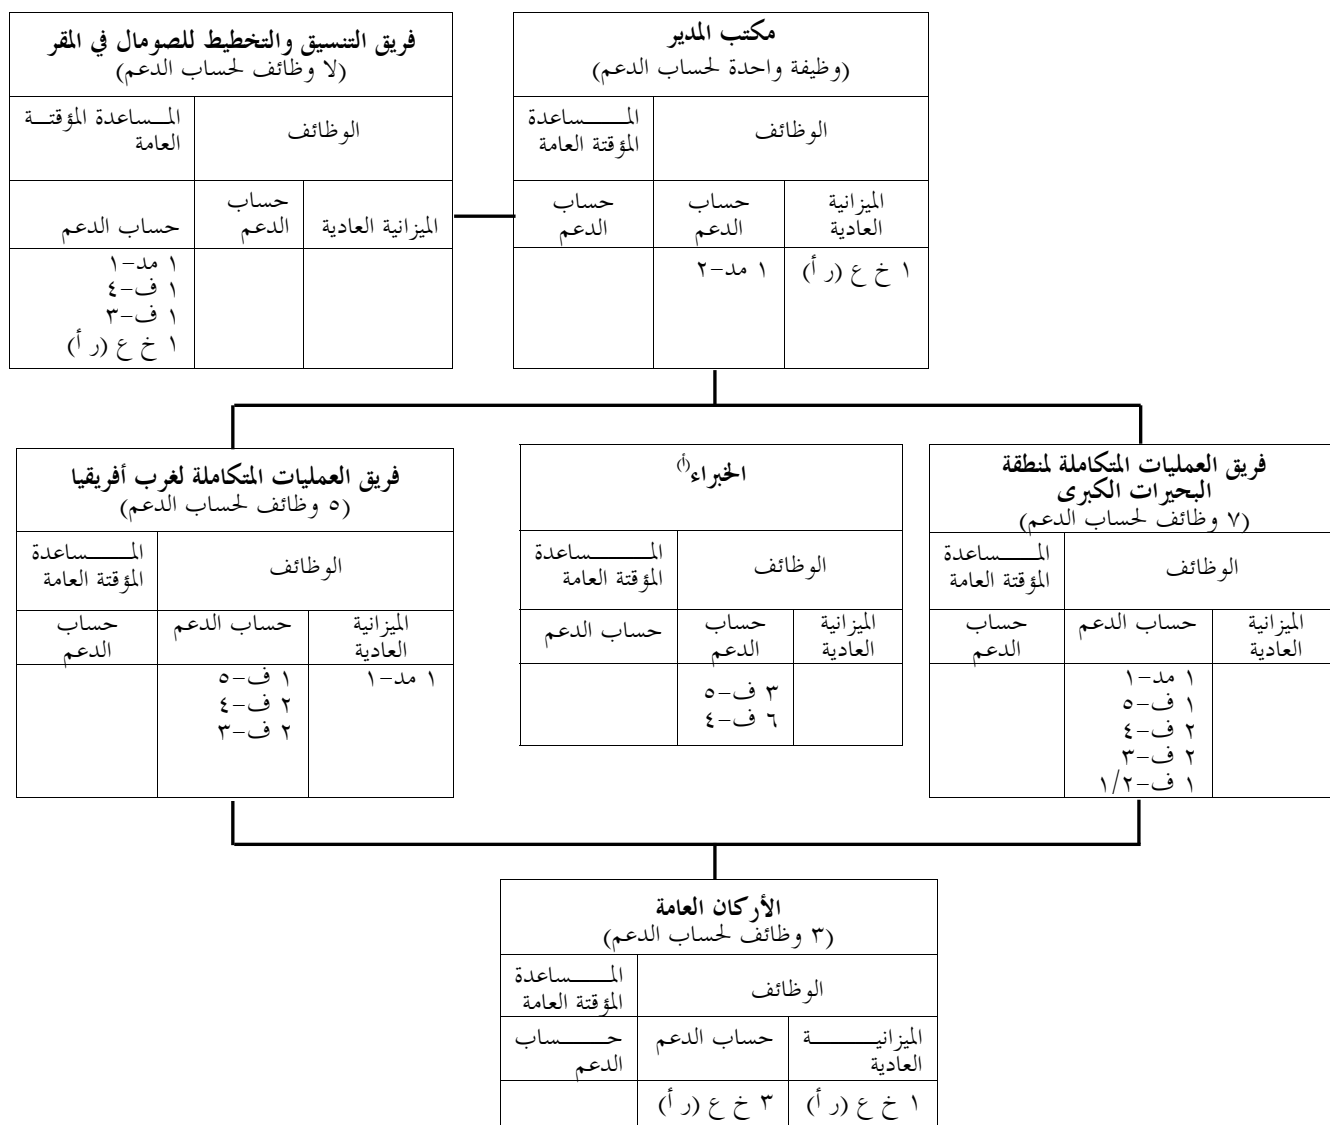 مكتب المدير
(وظيفة واحدة لحساب الدعم)
الوظائف
المساعدة
المؤقتة العامة
الميزانية
العادية
حساب
الدعم
حساب
الدعم
١ خ ع (ر أ)
١ مد-٢
فريق التنسيق والتخطيط للصومال في المقر
(لا وظائف لحساب الدعم)
الوظائف
المساعدة المؤقتة
العامة
الميزانية العادية
حساب
الدعم
حساب الدعم
١ مد-١
١ ف-٤
١ ف-٣
١ خ ع (ر أ)
فريق العمليات المتكاملة لمنطقة
البحيرات الكبرى
(٧ وظائف لحساب الدعم)
الوظائف
المساعدة
المؤقتة العامة
الميزانية
العادية
حساب الدعم
حساب
الدعم
١ مد-١
١ ف-٥
٢ ف-٤
٢ ف-٣
١ ف-١/٢
الخبراء(أ)
الوظائف
المساعدة
المؤقتة العامة
الميزانية
العادية
حساب
الدعم
حساب الدعم
٣ ف-٥
٦ ف-٤
فريق العمليات المتكاملة لغرب أفريقيا
(٥ وظائف لحساب الدعم)
الوظائف
المساعدة
المؤقتة العامة
الميزانية
العادية
حساب الدعم
حساب
الدعم
١ مد-١
١ ف-٥
٢ ف-٤
٢ ف-٣
الأركان العامة
(٣ وظائف لحساب الدعم)
الوظائف
المساعدة
المؤقتة العامة
الميزانية
العادية
حساب الدعم
حساب
الدعم
١ خ ع (ر أ)
٣ خ ع (ر أ)